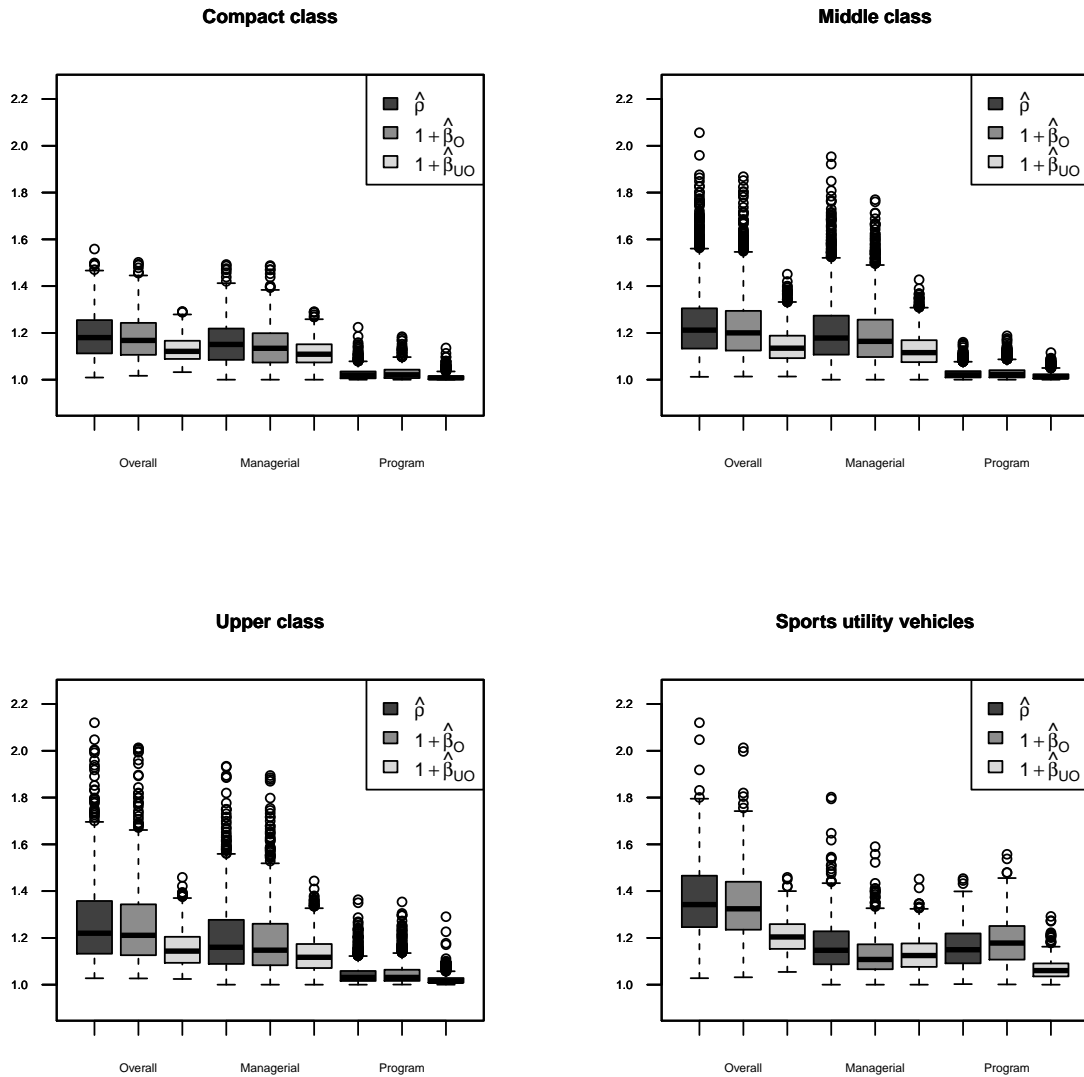 Compact class
2.2
2.0
1.8
1.6
1.4
1.2
1.0
ρ̂
1 + β̂O
1 + β̂UO
Overall Managerial Program
Middle class
2.2
2.0
1.8
1.6
1.4
1.2
1.0
ρ̂
1 + β̂O
1 + β̂UO
Overall Managerial Program
Upper class
2.2
2.0
1.8
1.6
1.4
1.2
1.0
ρ̂
1 + β̂O
1 + β̂UO
Overall Managerial Program
Sports utility vehicles
2.2
2.0
1.8
1.6
1.4
1.2
1.0
ρ̂
1 + β̂O
1 + β̂UO
Overall Managerial Program